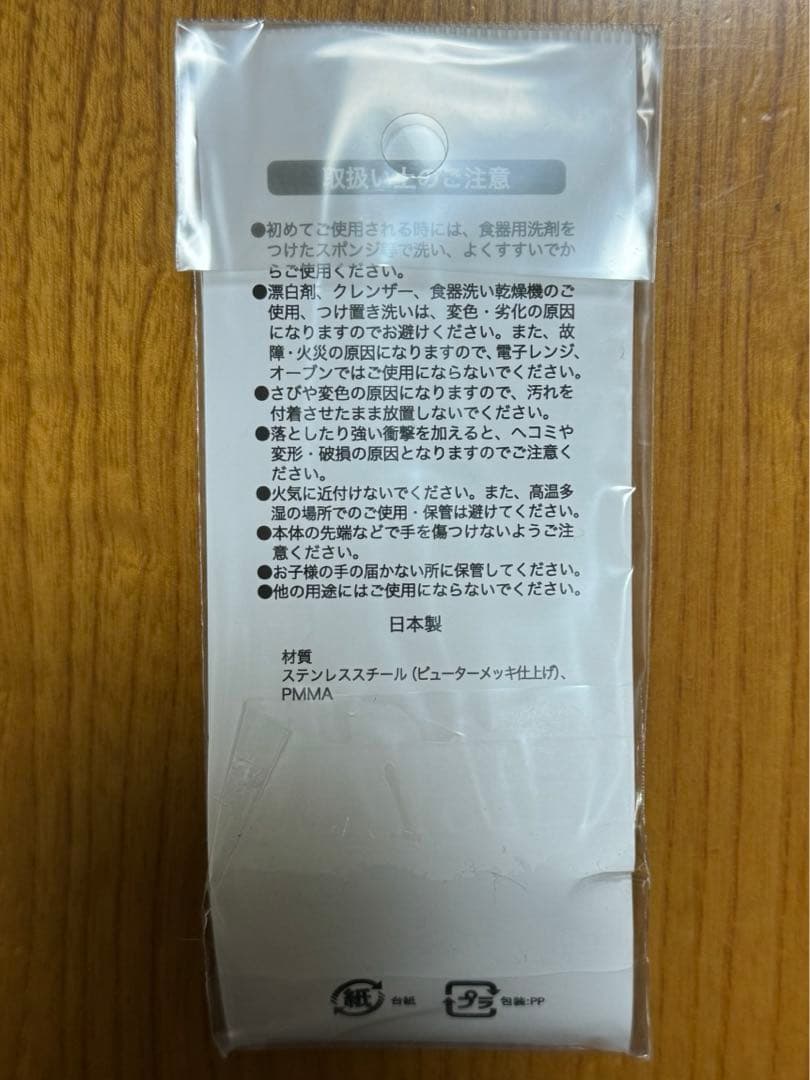 取扱い上のご注意
●初めてご使用される時には、食器用洗剤を
つけたスポンジ等で洗い、よくすすいでか
らご使用ください。
●漂白剤、クレンザー、食器洗い乾燥機のご
使用、つけ置き洗いは、変色・劣化の原因
になりますのでお避けください。また、故
障・火災の原因になりますので、電子レンジ、
オーブンではご使用にならないでください。
●さびや変色の原因になりますので、汚れを
付着させたまま放置しないでください。
●落としたり強い衝撃を加えると、ヘコミや
変形・破損の原因となりますのでご注意く
ださい。
●火気に近付けないでください。また、高温多
湿の場所でのご使用・保管は避けてください。
●本体の先端などで手を傷つけないようご注
意ください。
●お子様の手の届かない所に保管してください。
●他の用途にはご使用にならないでください。
日本製
材質
ステンレススチール（ピューターメッキ仕上げ）、
PMMA
紙 台紙 プラ 包装:PP